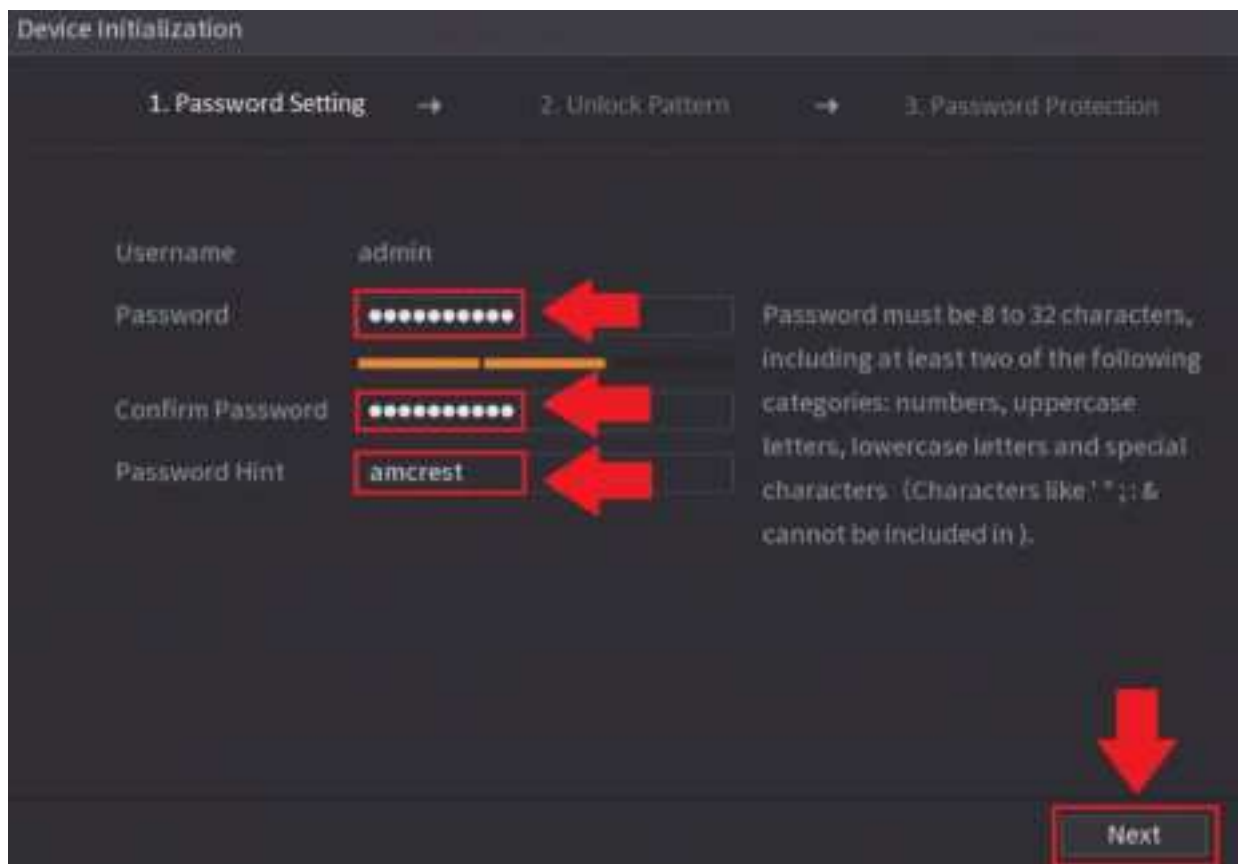 Device Initialization
1. Password Setting → 2. Unlock Pattern → 3. Password Protection
Username admin
Password ●●●●●●●●●●
Password must be 8 to 32 characters,
including at least two of the following
categories: numbers, uppercase
letters, lowercase letters and special
characters (Characters like ' " ; : &
cannot be included in ).
Confirm Password ●●●●●●●●●●
Password Hint amcrest
Next